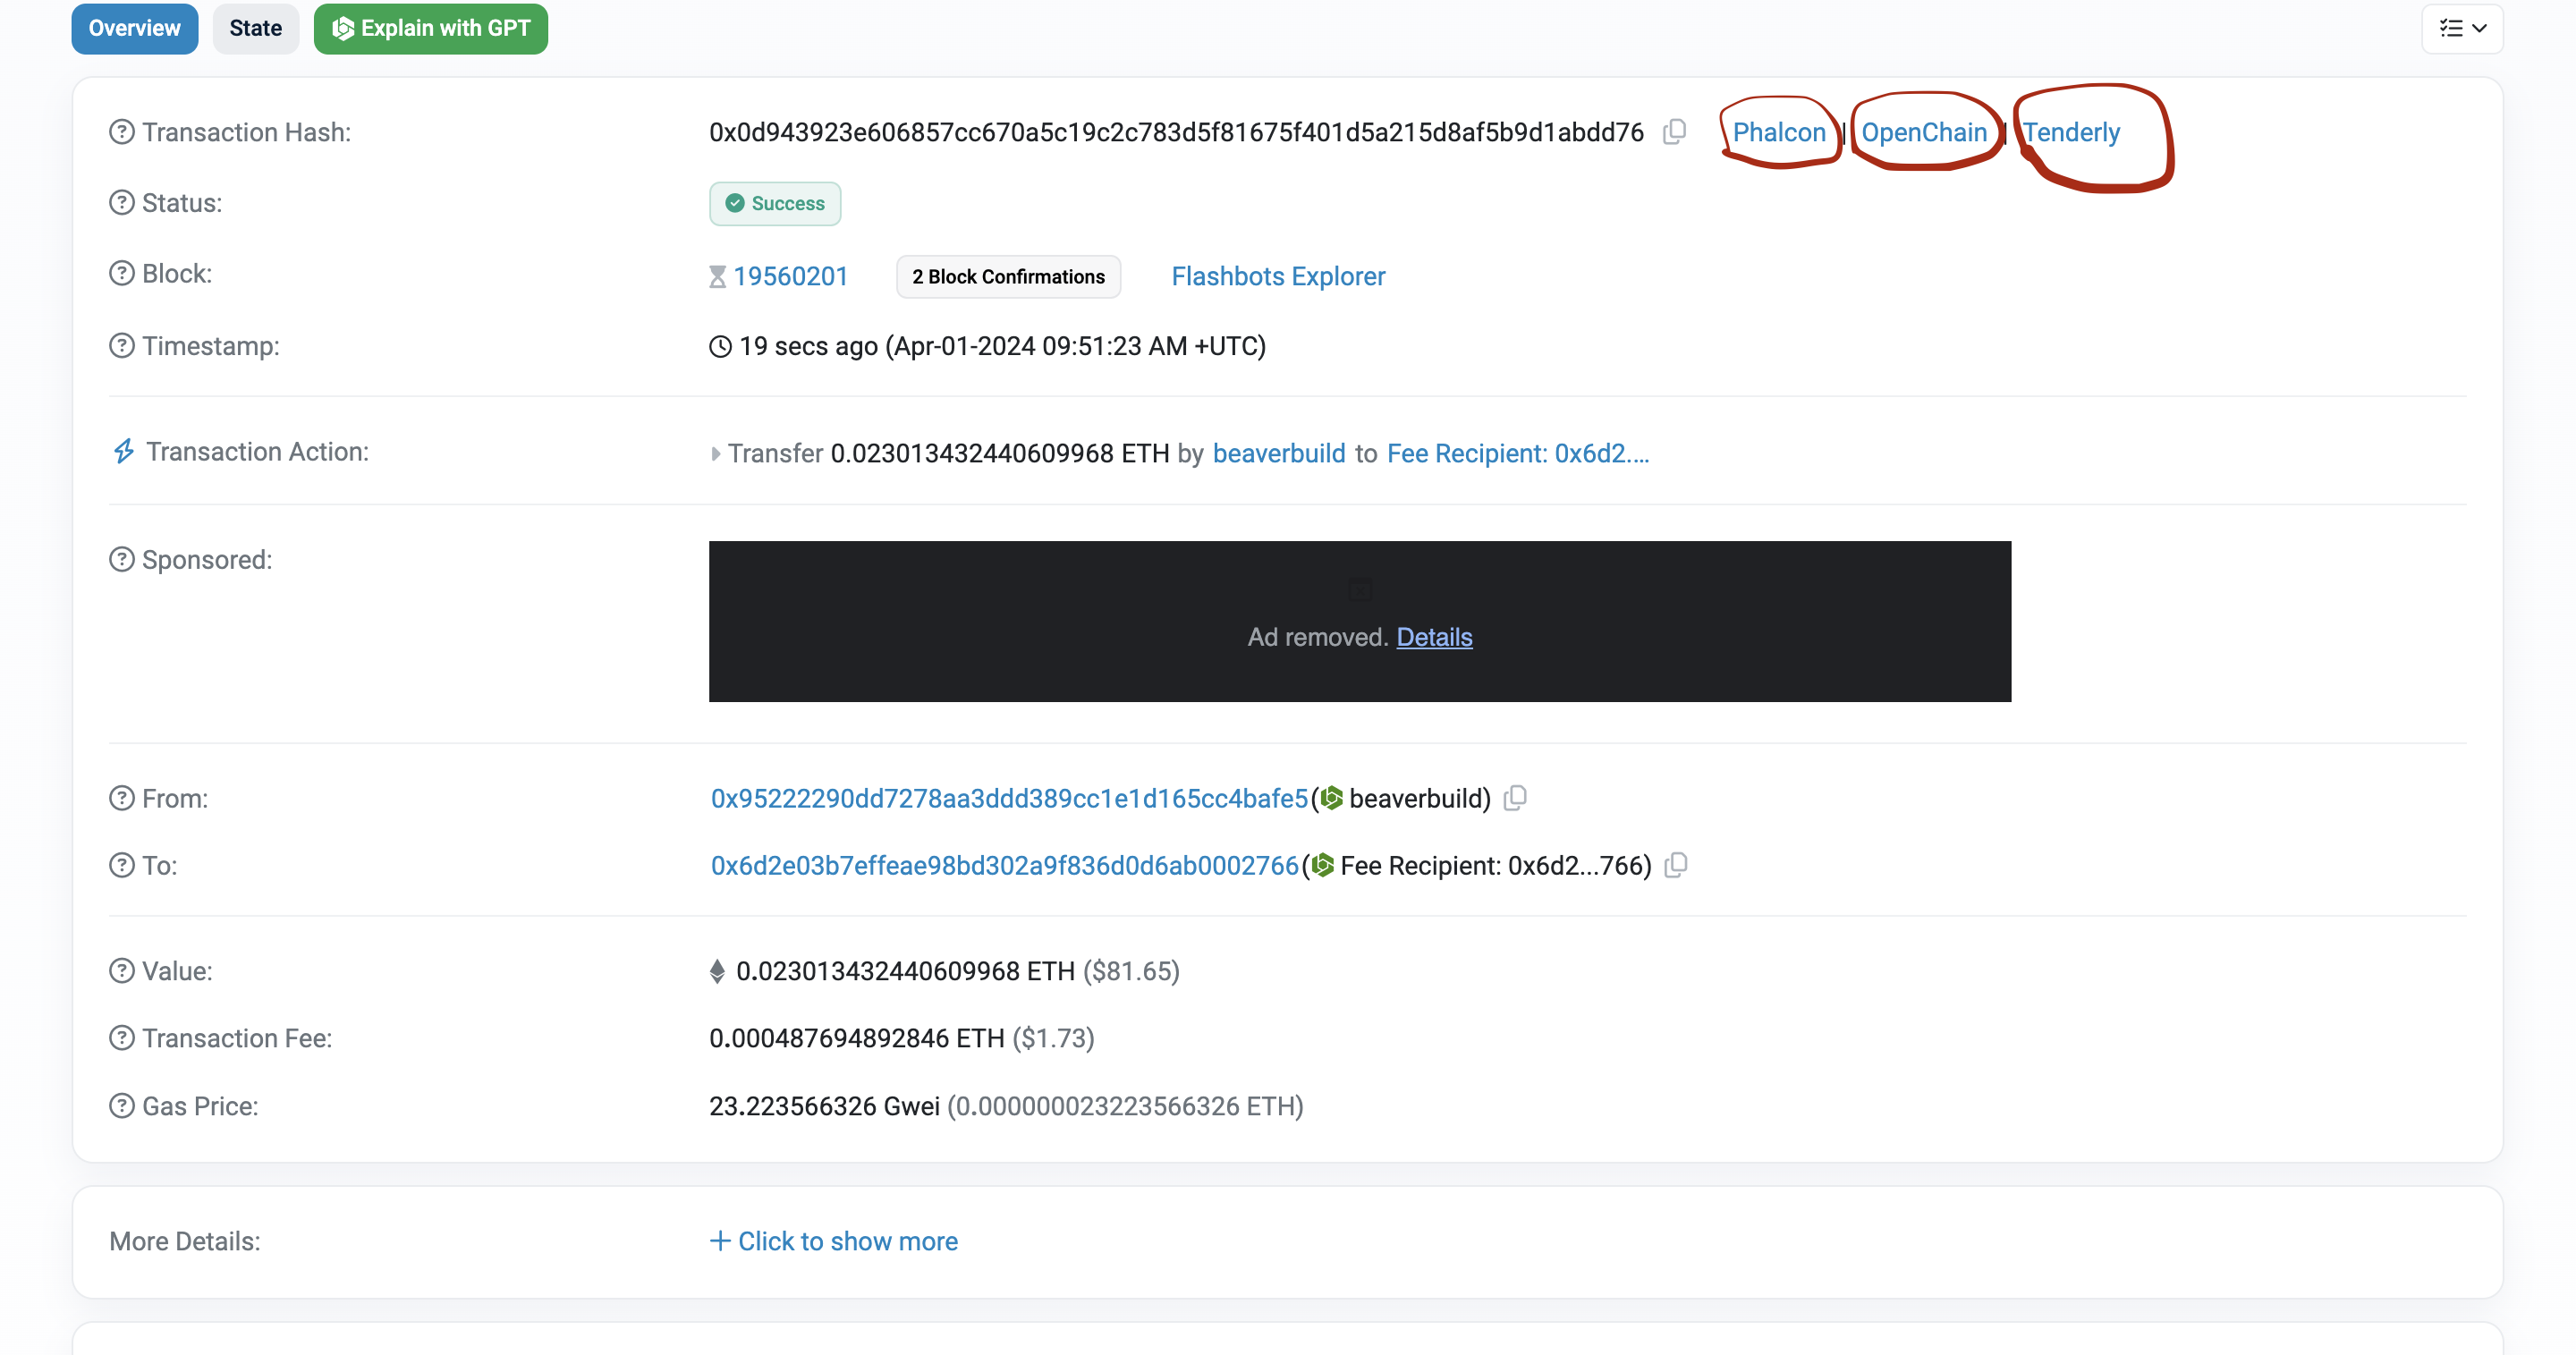 Overview State Explain with GPT
Transaction Hash: 0x0d943923e606857cc670a5c19c2c783d5f81675f401d5a215d8af5b9d1abdd76 Phalcon | OpenChain | Tenderly
Status: Success
Block: 19560201 2 Block Confirmations Flashbots Explorer
Timestamp: 19 secs ago (Apr-01-2024 09:51:23 AM +UTC)
Transaction Action: Transfer 0.023013432440609968 ETH by beaverbuild to Fee Recipient: 0x6d2....
Sponsored:
Ad removed. Details
From: 0x95222290dd7278aa3ddd389cc1e1d165cc4bafe5(beaverbuild)
To: 0x6d2e03b7effeae98bd302a9f836d0d6ab0002766(Fee Recipient: 0x6d2...766)
Value: 0.023013432440609968 ETH ($81.65)
Transaction Fee: 0.000487694892846 ETH ($1.73)
Gas Price: 23.223566326 Gwei (0.000000023223566326 ETH)
More Details: + Click to show more